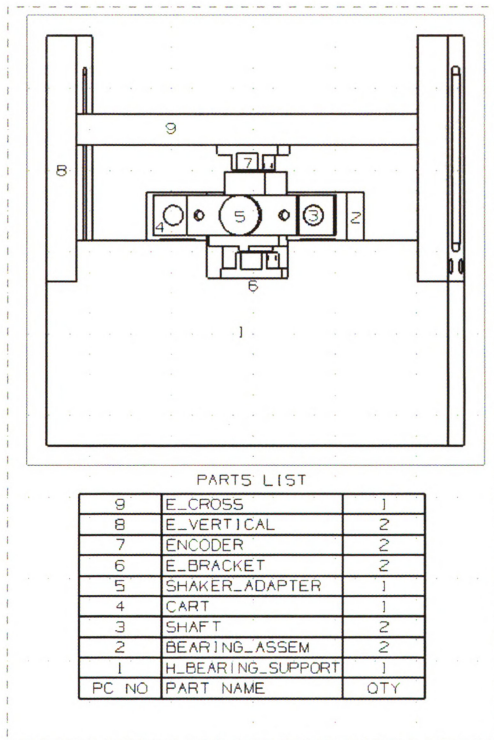 9
8
7
4
5
3
2
6
1
PARTS LIST
9 E_CROSS 1
8 E_VERTICAL 2
7 ENCODER 2
6 E_BRACKET 2
5 SHAKER_ADAPTER 1
4 CART 1
3 SHAFT 2
2 BEARING_ASSEM 2
1 H_BEARING_SUPPORT 1
PC NO PART NAME QTY